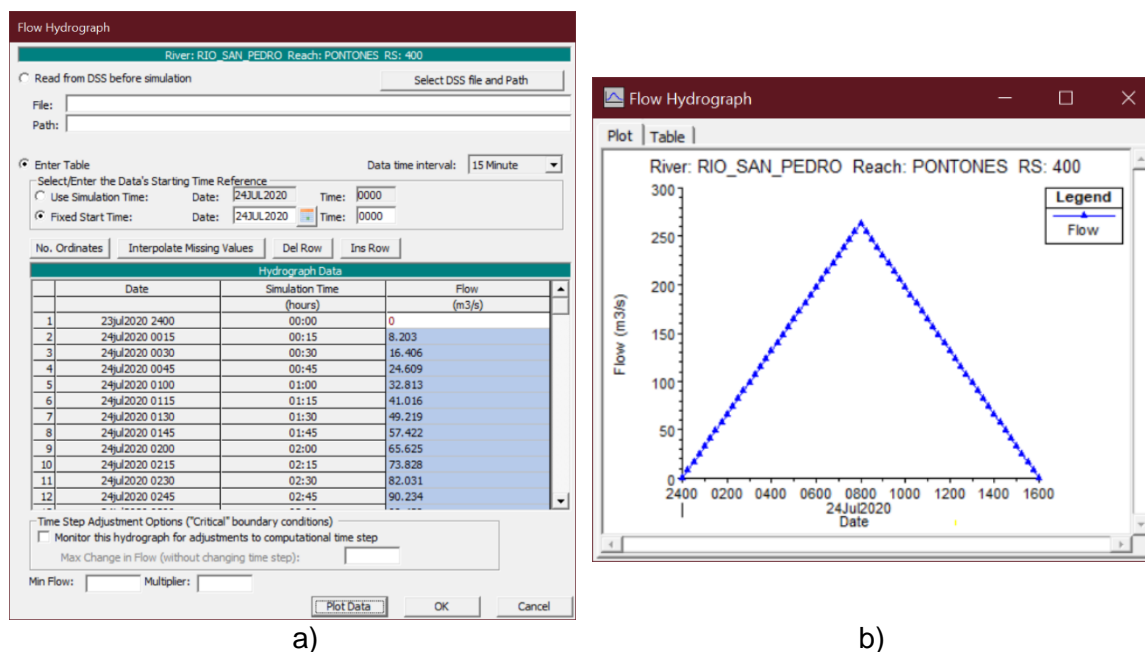 Flow Hydrograph
River: RIO_SAN_PEDRO Reach: PONTONES RS: 400
Read from DSS before simulation
Select DSS file and Path
File:
Path:
Enter Table
Data time interval: 15 Minute
Select/Enter the Data's Starting Time Reference
Use Simulation Time: Date: 24JUL2020 Time: 0000
Fixed Start Time: Date: 24JUL2020 Time: 0000
No. Ordinates Interpolate Missing Values Del Row Ins Row
Hydrograph Data
Date Simulation Time Flow
(hours) (m3/s)
1 23jul2020 2400 00:00 0
2 24jul2020 0015 00:15 8.203
3 24jul2020 0030 00:30 16.406
4 24jul2020 0045 00:45 24.609
5 24jul2020 0100 01:00 32.813
6 24jul2020 0115 01:15 41.016
7 24jul2020 0130 01:30 49.219
8 24jul2020 0145 01:45 57.422
9 24jul2020 0200 02:00 65.625
10 24jul2020 0215 02:15 73.828
11 24jul2020 0230 02:30 82.031
12 24jul2020 0245 02:45 90.234
Time Step Adjustment Options ("Critical" boundary conditions)
Monitor this hydrograph for adjustments to computational time step
Max Change in Flow (without changing time step):
Min Flow: Multiplier:
Plot Data OK Cancel
a)
Flow Hydrograph
Plot Table
River: RIO_SAN_PEDRO Reach: PONTONES RS: 400
300
250
200
150
100
50
0
Flow (m3/s)
Legend
Flow
2400 0200 0400 0600 0800 1000 1200 1400 1600
24Jul2020
Date
b)